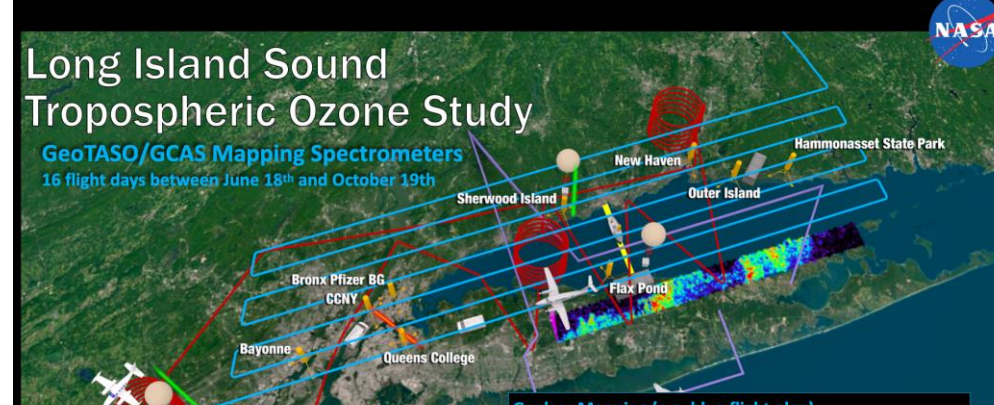 NASA
Long Island Sound
Tropospheric Ozone Study
GeoTASO/GCAS Mapping Spectrometers
16 flight days between June 18th and October 19th
Hammonasset State Park
New Haven
Outer Island
Sherwood Island
Bronx Pfizer BG
CCNY
Flax Pond
Bayonne
Queens College